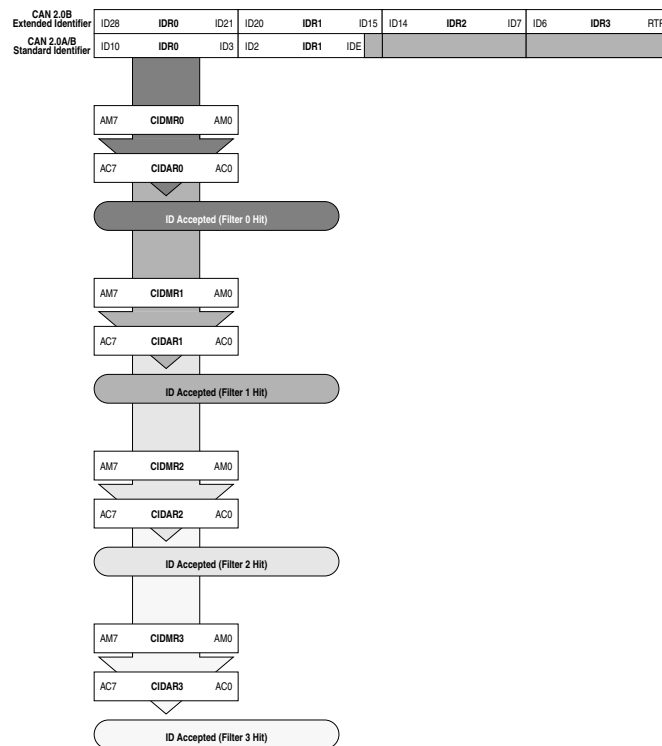 CAN 2.0B
Extended Identifier ID28 IDR0 ID21 ID20 IDR1 ID15 ID14 IDR2 ID7 ID6 IDR3
CAN 2.0A/B
Standard Identifier ID10 IDR0 ID3 ID2 IDR1 IDE
AM7 CIDMR0 AM0
AC7 CIDAR0 AC0
ID Accepted (Filter 0 Hit)
AM7 CIDMR1 AM0
AC7 CIDAR1 AC0
ID Accepted (Filter 1 Hit)
AM7 CIDMR2 AM0
AC7 CIDAR2 AC0
ID Accepted (Filter 2 Hit)
AM7 CIDMR3 AM0
AC7 CIDAR3 AC0
ID Accepted (Filter 3 Hit)